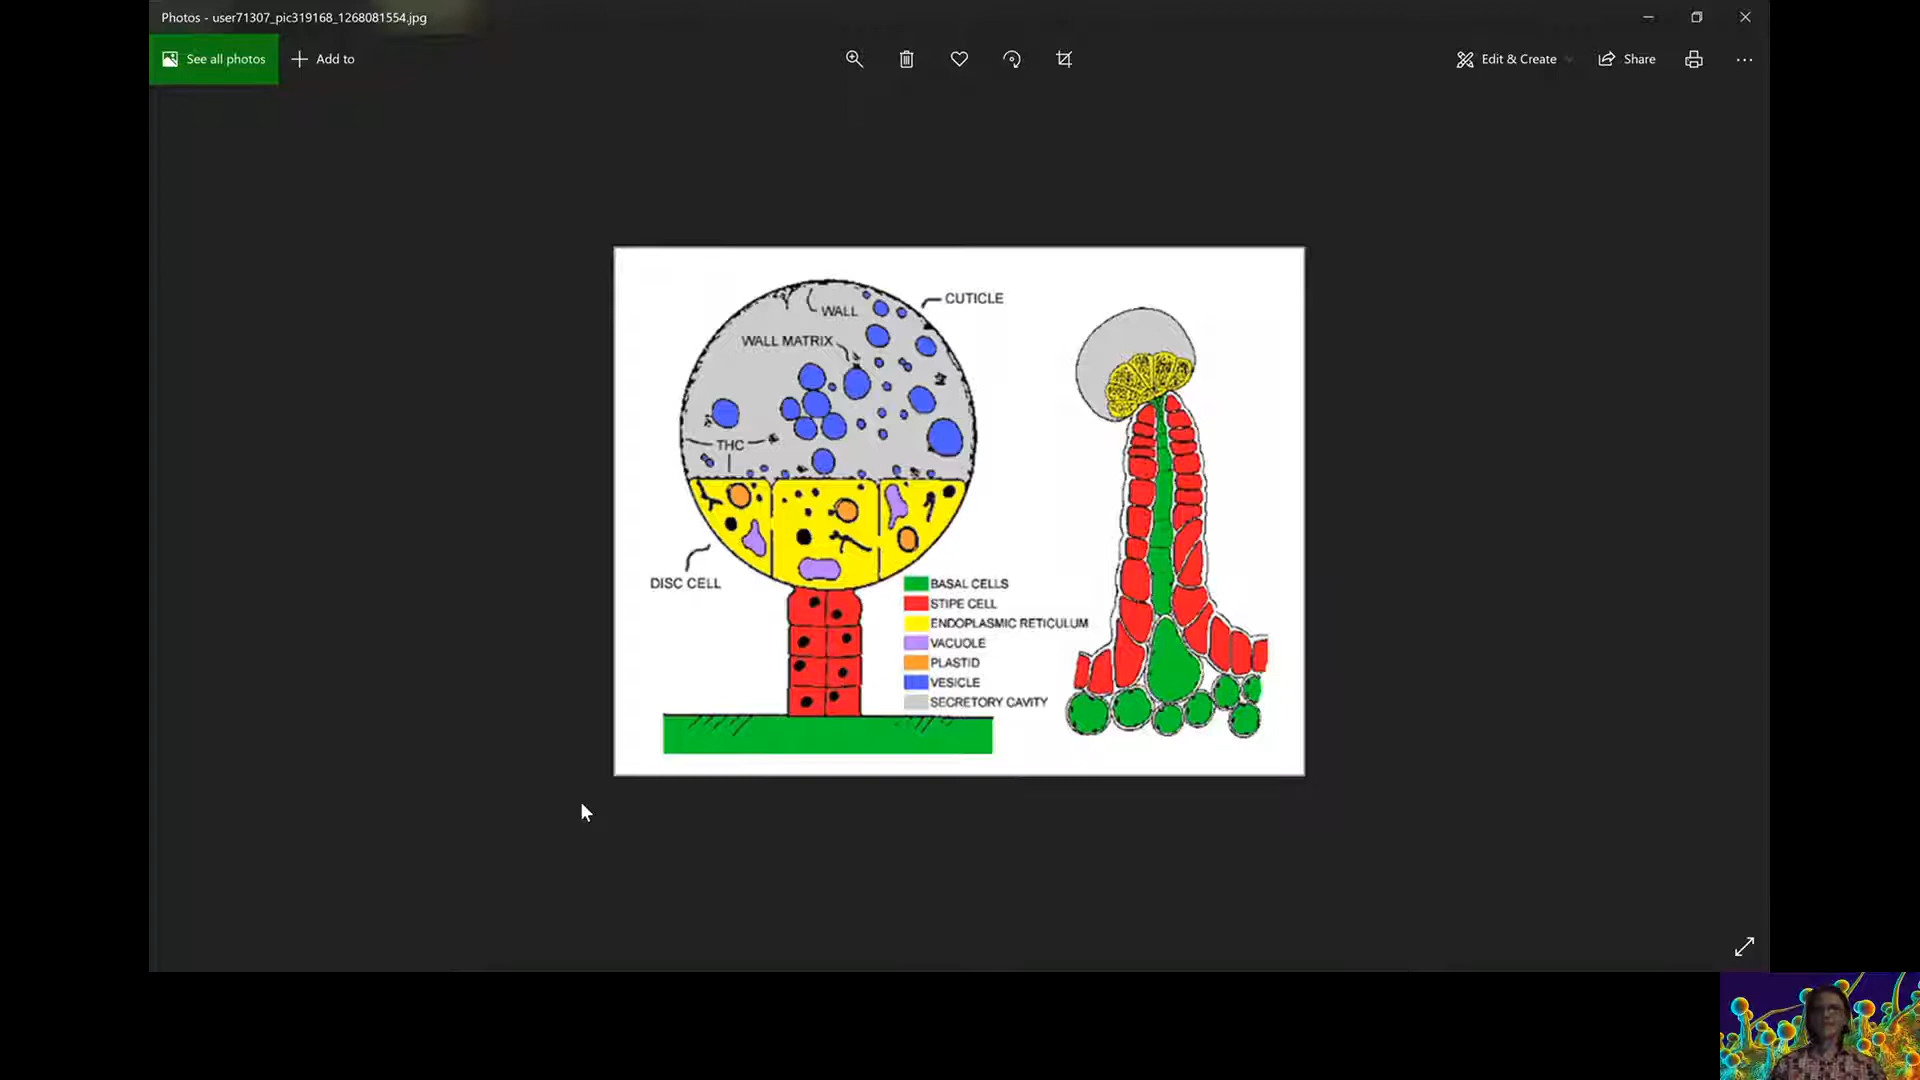 Photos - user71307_pic319168_1268081554.jpg
See all photos
Add to
Edit & Create
Share
CUTICLE
WALL
WALL MATRIX
THC
DISC CELL
BASAL CELLS
STIPE CELL
ENDOPLASMIC RETICULUM
VACUOLE
PLASTID
VESICLE
SECRETORY CAVITY